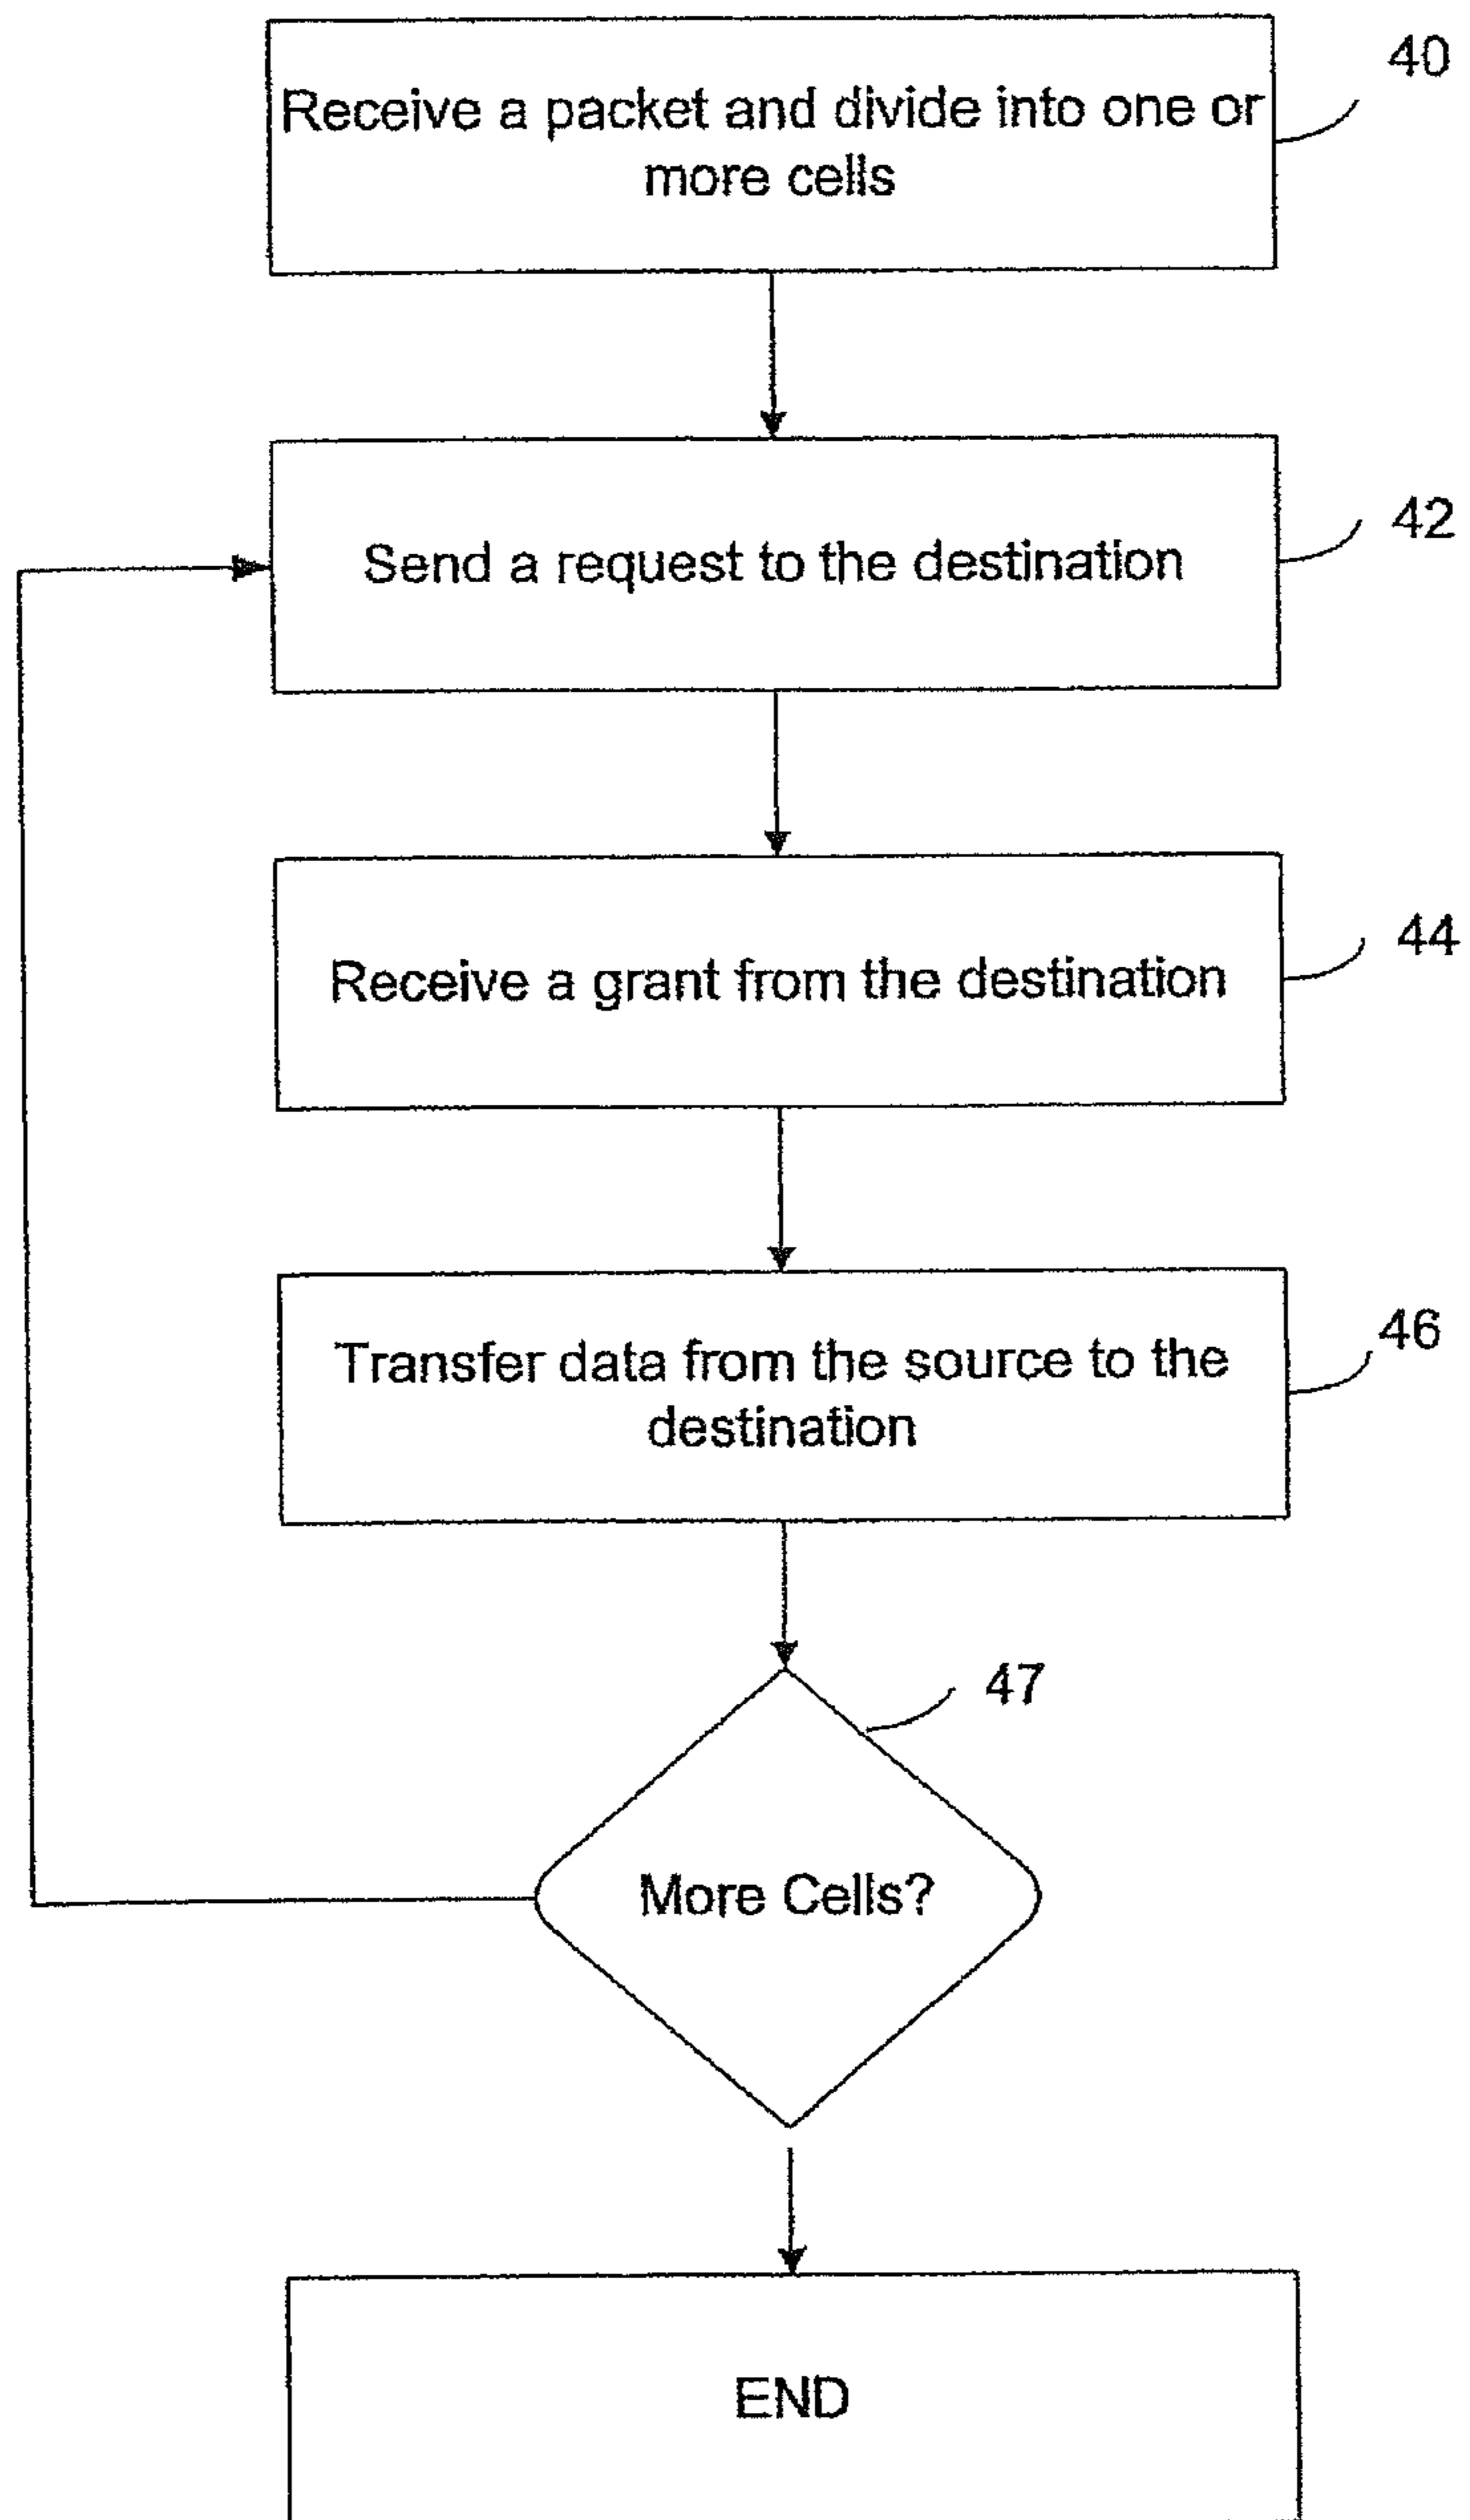 40
Receive a packet and divide into one or
more cells
42
Send a request to the destination
44
Receive a grant from the destination
46
Transfer data from the source to the
destination
47
More Cells?
END